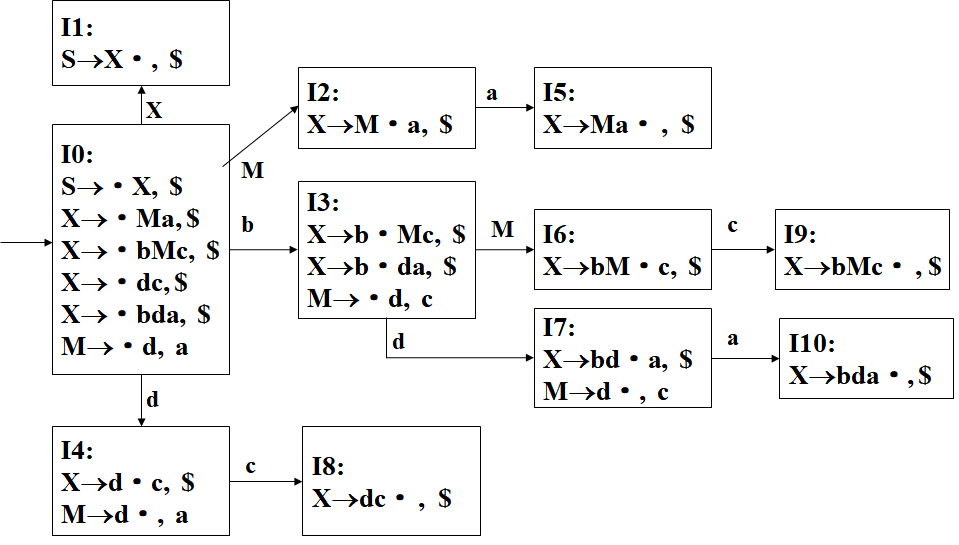 I1:
S→X·, $
X
I0:
S→·X, $
X→·Ma,$
X→·bMc, $
X→·dc,$
X→·bda, $
M→·d, a
M
I2:
X→M·a, $
a
I5:
X→Ma·, $
b
I3:
X→b·Mc, $
X→b·da, $
M→·d, c
M
I6:
X→bM·c, $
c
I9:
X→bMc·,$
d
I7:
X→bd·a, $
M→d·, c
a
I10:
X→bda·,$
d
I4:
X→d·c, $
M→d·, a
c
I8:
X→dc·, $